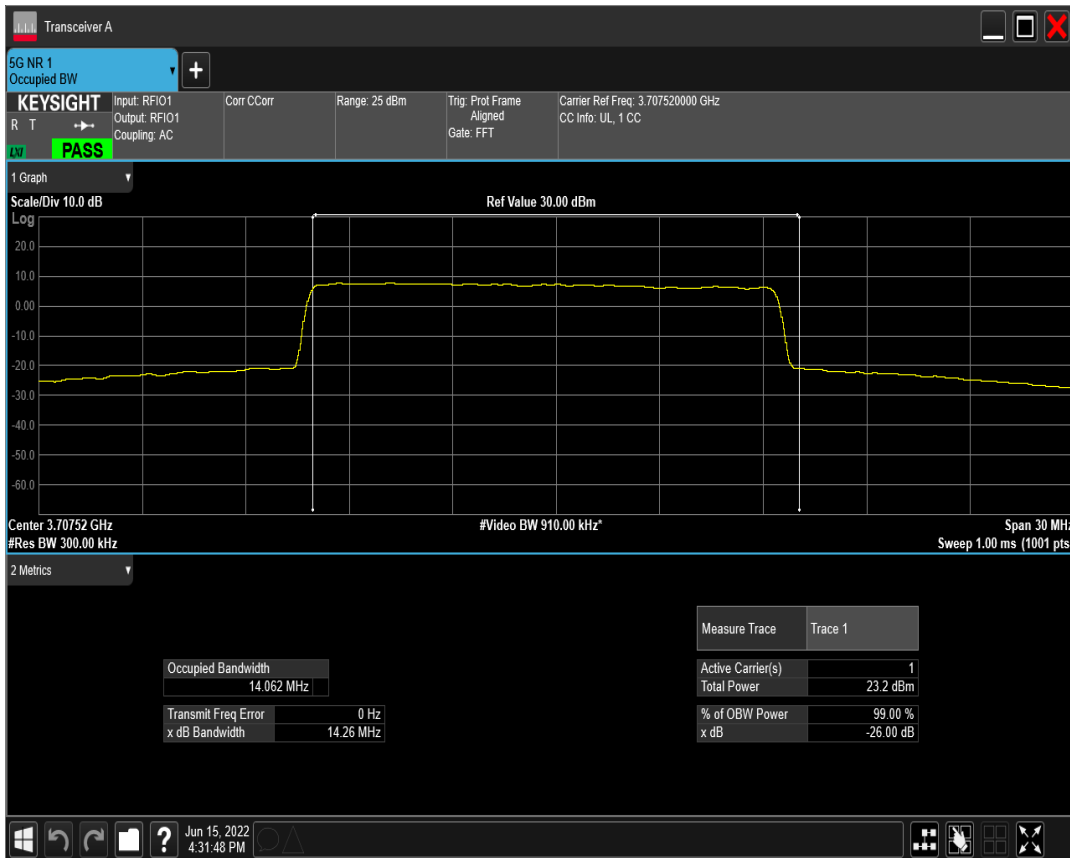 Transceiver A
5G NR 1
Occupied BW
KEYSIGHT
R T
LXI
PASS
Input: RFIO1
Output: RFIO1
Coupling: AC
Corr CCorr
Range: 25 dBm
Trig: Prot Frame
Aligned
Gate: FFT
Carrier Ref Freq: 3.707520000 GHz
CC Info: UL, 1 CC
1 Graph
Scale/Div 10.0 dB
Ref Value 30.00 dBm
Log
20.0
10.0
0.00
-10.0
-20.0
-30.0
-40.0
-50.0
-60.0
Center 3.70752 GHz
#Video BW 910.00 kHz*
Span 30 MHz
#Res BW 300.00 kHz
Sweep 1.00 ms (1001 pts
2 Metrics
Measure Trace Trace 1
Occupied Bandwidth
14.062 MHz
Active Carrier(s) 1
Total Power 23.2 dBm
Transmit Freq Error 0 Hz
x dB Bandwidth 14.26 MHz
% of OBW Power 99.00 %
x dB -26.00 dB
?
Jun 15, 2022
4:31:48 PM